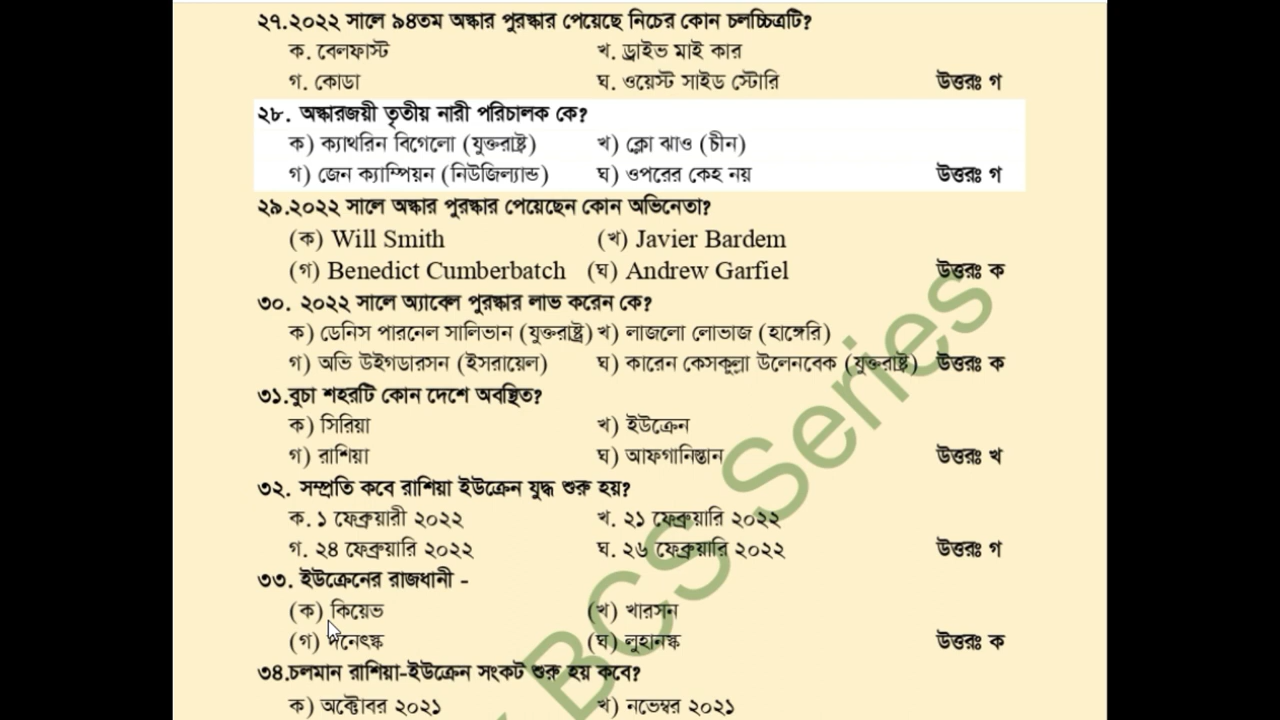 ২৭.২০২২ সালে ৯৪তম অস্কার পুরস্কার পেয়েছে নিচের কোন চলচ্চিত্রটি?
ক. বেলফাস্ট খ. ড্রাইভ মাই কার
গ. কোডা ঘ. ওয়েস্ট সাইড স্টোরি উত্তরঃ গ
২৮. অস্কারজয়ী তৃতীয় নারী পরিচালক কে?
ক) ক্যাথরিন বিগেলো (যুক্তরাষ্ট্র) খ) ক্লো ঝাও (চীন)
গ) জেন ক্যাম্পিয়ন (নিউজিল্যান্ড) ঘ) ওপরের কেহ নয় উত্তরঃ গ
২৯.২০২২ সালে অস্কার পুরস্কার পেয়েছেন কোন অভিনেতা?
(ক) Will Smith (খ) Javier Bardem
(গ) Benedict Cumberbatch (ঘ) Andrew Garfiel উত্তরঃ ক
৩০. ২০২২ সালে অ্যাবেল পুরস্কার লাভ করেন কে?
ক) ডেনিস পারনেল সালিভান (যুক্তরাষ্ট্র) খ) লাজলো লোভাজ (হাঙ্গেরি)
গ) অভি উইগডারসন (ইসরায়েল) ঘ) কারেন কেসকুল্লা উলেনবেক (যুক্তরাষ্ট্র) উত্তরঃ ক
৩১.বুচা শহরটি কোন দেশে অবস্থিত?
ক) সিরিয়া খ) ইউক্রেন
গ) রাশিয়া ঘ) আফগানিস্তান উত্তরঃ খ
৩২. সম্প্রতি কবে রাশিয়া ইউক্রেন যুদ্ধ শুরু হয়?
ক. ১ ফেব্রুয়ারী ২০২২ খ. ২১ ফেব্রুয়ারি ২০২২
গ. ২৪ ফেব্রুয়ারি ২০২২ ঘ. ২৬ ফেব্রুয়ারি ২০২২ উত্তরঃ গ
৩৩. ইউক্রেনের রাজধানী -
(ক) কিয়েভ (খ) খারসন
(গ) দনেৎস্ক (ঘ) লুহানস্ক উত্তরঃ ক
৩৪.চলমান রাশিয়া-ইউক্রেন সংকট শুরু হয় কবে?
ক) অক্টোবর ২০২১ খ) নভেম্বর ২০২১
BCS Series